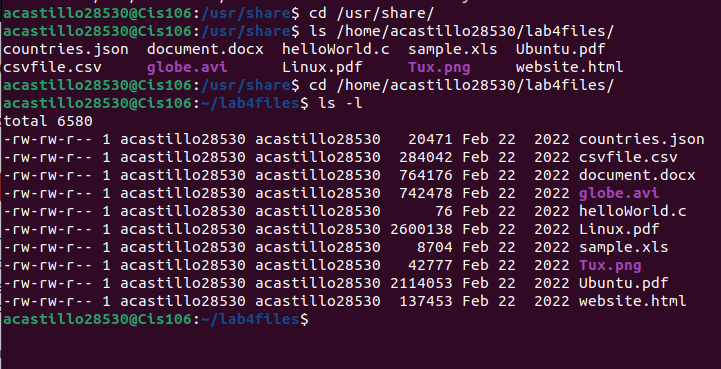 acastillo28530@Cis106:/usr/share$ cd /usr/share/
acastillo28530@Cis106:/usr/share$ ls /home/acastillo28530/lab4files/
countries.json  document.docx  helloWorld.c  sample.xls  Ubuntu.pdf
csvfile.csv     globe.avi      Linux.pdf     Tux.png     website.html
acastillo28530@Cis106:/usr/share$ cd /home/acastillo28530/lab4files/
acastillo28530@Cis106:~/lab4files$ ls -l
total 6580
-rw-rw-r-- 1 acastillo28530 acastillo28530   20471 Feb 22  2022 countries.json
-rw-rw-r-- 1 acastillo28530 acastillo28530  284042 Feb 22  2022 csvfile.csv
-rw-rw-r-- 1 acastillo28530 acastillo28530  764176 Feb 22  2022 document.docx
-rw-rw-r-- 1 acastillo28530 acastillo28530  742478 Feb 22  2022 globe.avi
-rw-rw-r-- 1 acastillo28530 acastillo28530      76 Feb 22  2022 helloWorld.c
-rw-rw-r-- 1 acastillo28530 acastillo28530 2600138 Feb 22  2022 Linux.pdf
-rw-rw-r-- 1 acastillo28530 acastillo28530    8704 Feb 22  2022 sample.xls
-rw-rw-r-- 1 acastillo28530 acastillo28530   42777 Feb 22  2022 Tux.png
-rw-rw-r-- 1 acastillo28530 acastillo28530 2114053 Feb 22  2022 Ubuntu.pdf
-rw-rw-r-- 1 acastillo28530 acastillo28530  137453 Feb 22  2022 website.html
acastillo28530@Cis106:~/lab4files$